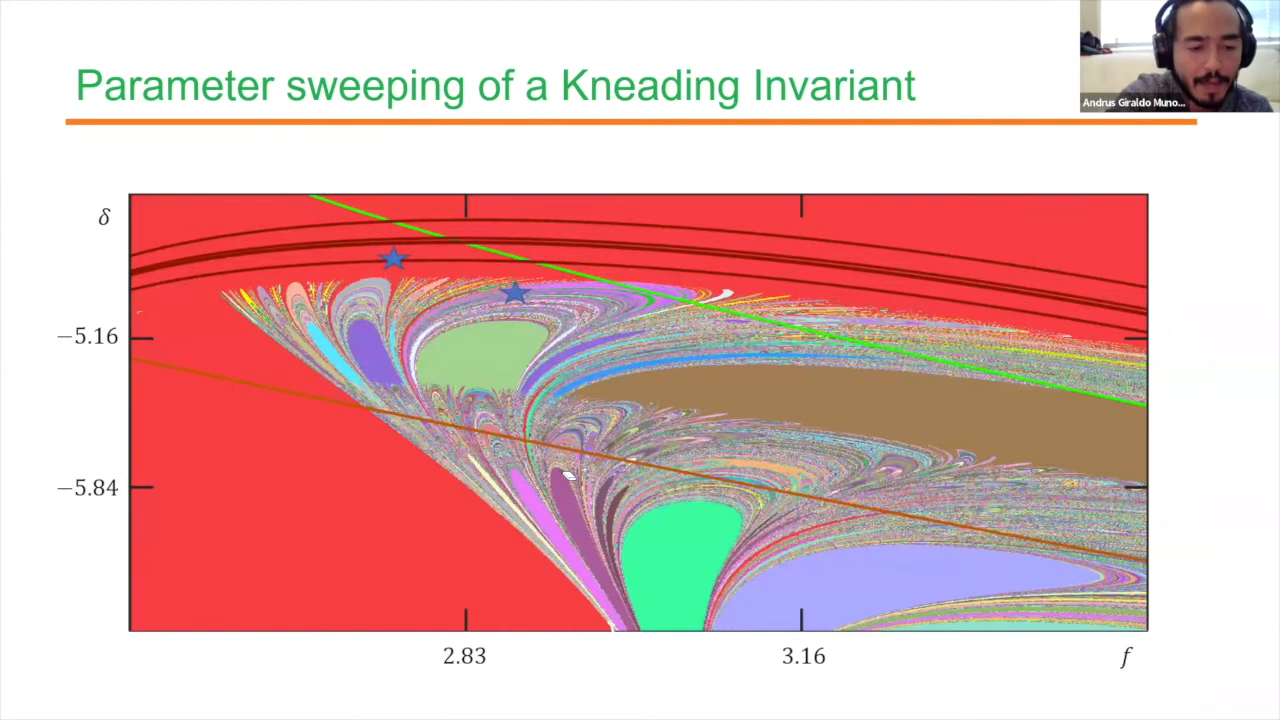 Parameter sweeping of a Kneading Invariant
Andrus Giraldo Muno...
δ
−5.16
−5.84
2.83
3.16
f